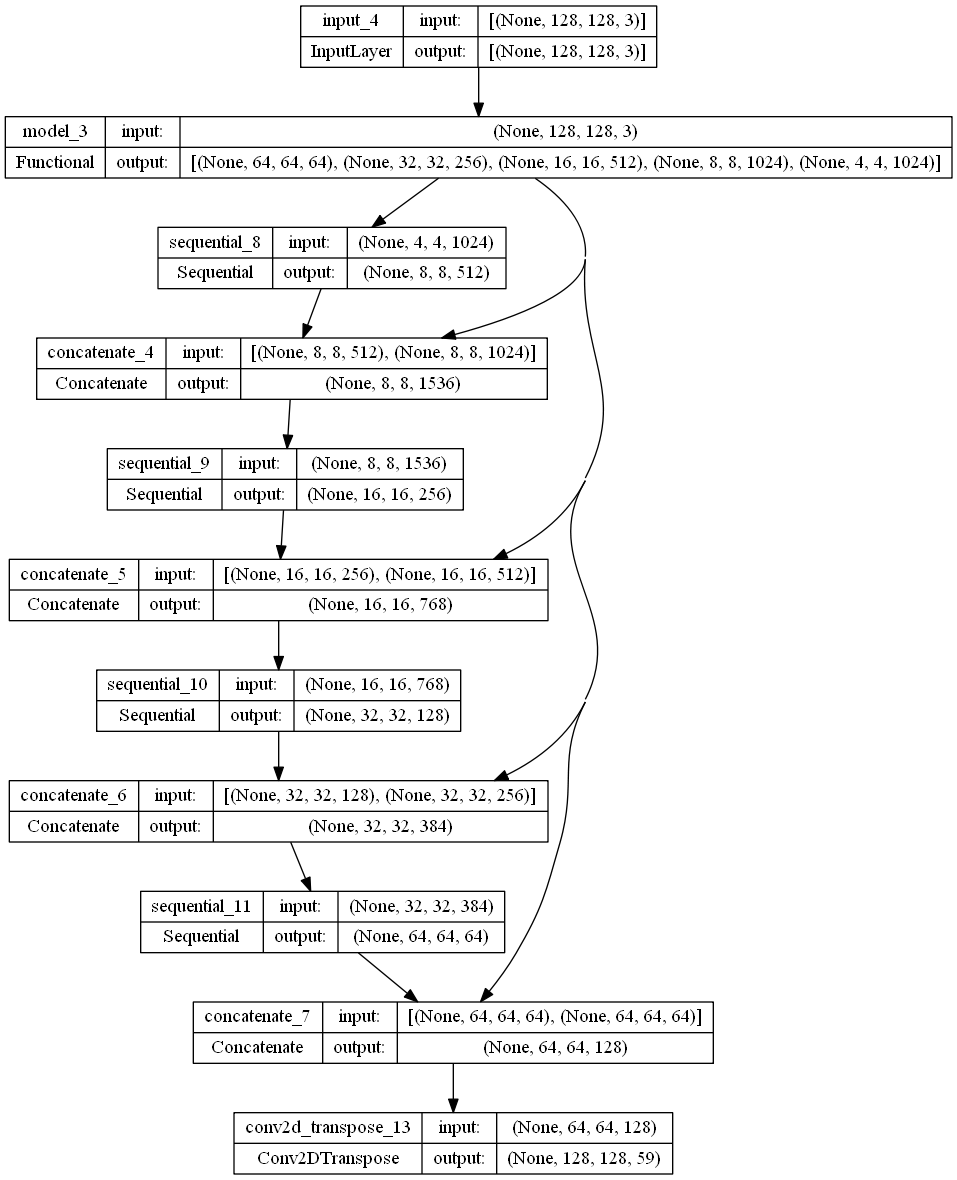 input_4 input: [(None, 128, 128, 3)]
InputLayer output: [(None, 128, 128, 3)]
model_3 input: (None, 128, 128, 3)
Functional output: [(None, 64, 64, 64), (None, 32, 32, 256), (None, 16, 16, 512), (None, 8, 8, 1024), (None, 4, 4, 1024)]
sequential_8 input: (None, 4, 4, 1024)
Sequential output: (None, 8, 8, 512)
concatenate_4 input: [(None, 8, 8, 512), (None, 8, 8, 1024)]
Concatenate output: (None, 8, 8, 1536)
sequential_9 input: (None, 8, 8, 1536)
Sequential output: (None, 16, 16, 256)
concatenate_5 input: [(None, 16, 16, 256), (None, 16, 16, 512)]
Concatenate output: (None, 16, 16, 768)
sequential_10 input: (None, 16, 16, 768)
Sequential output: (None, 32, 32, 128)
concatenate_6 input: [(None, 32, 32, 128), (None, 32, 32, 256)]
Concatenate output: (None, 32, 32, 384)
sequential_11 input: (None, 32, 32, 384)
Sequential output: (None, 64, 64, 64)
concatenate_7 input: [(None, 64, 64, 64), (None, 64, 64, 64)]
Concatenate output: (None, 64, 64, 128)
conv2d_transpose_13 input: (None, 64, 64, 128)
Conv2DTranspose output: (None, 128, 128, 59)